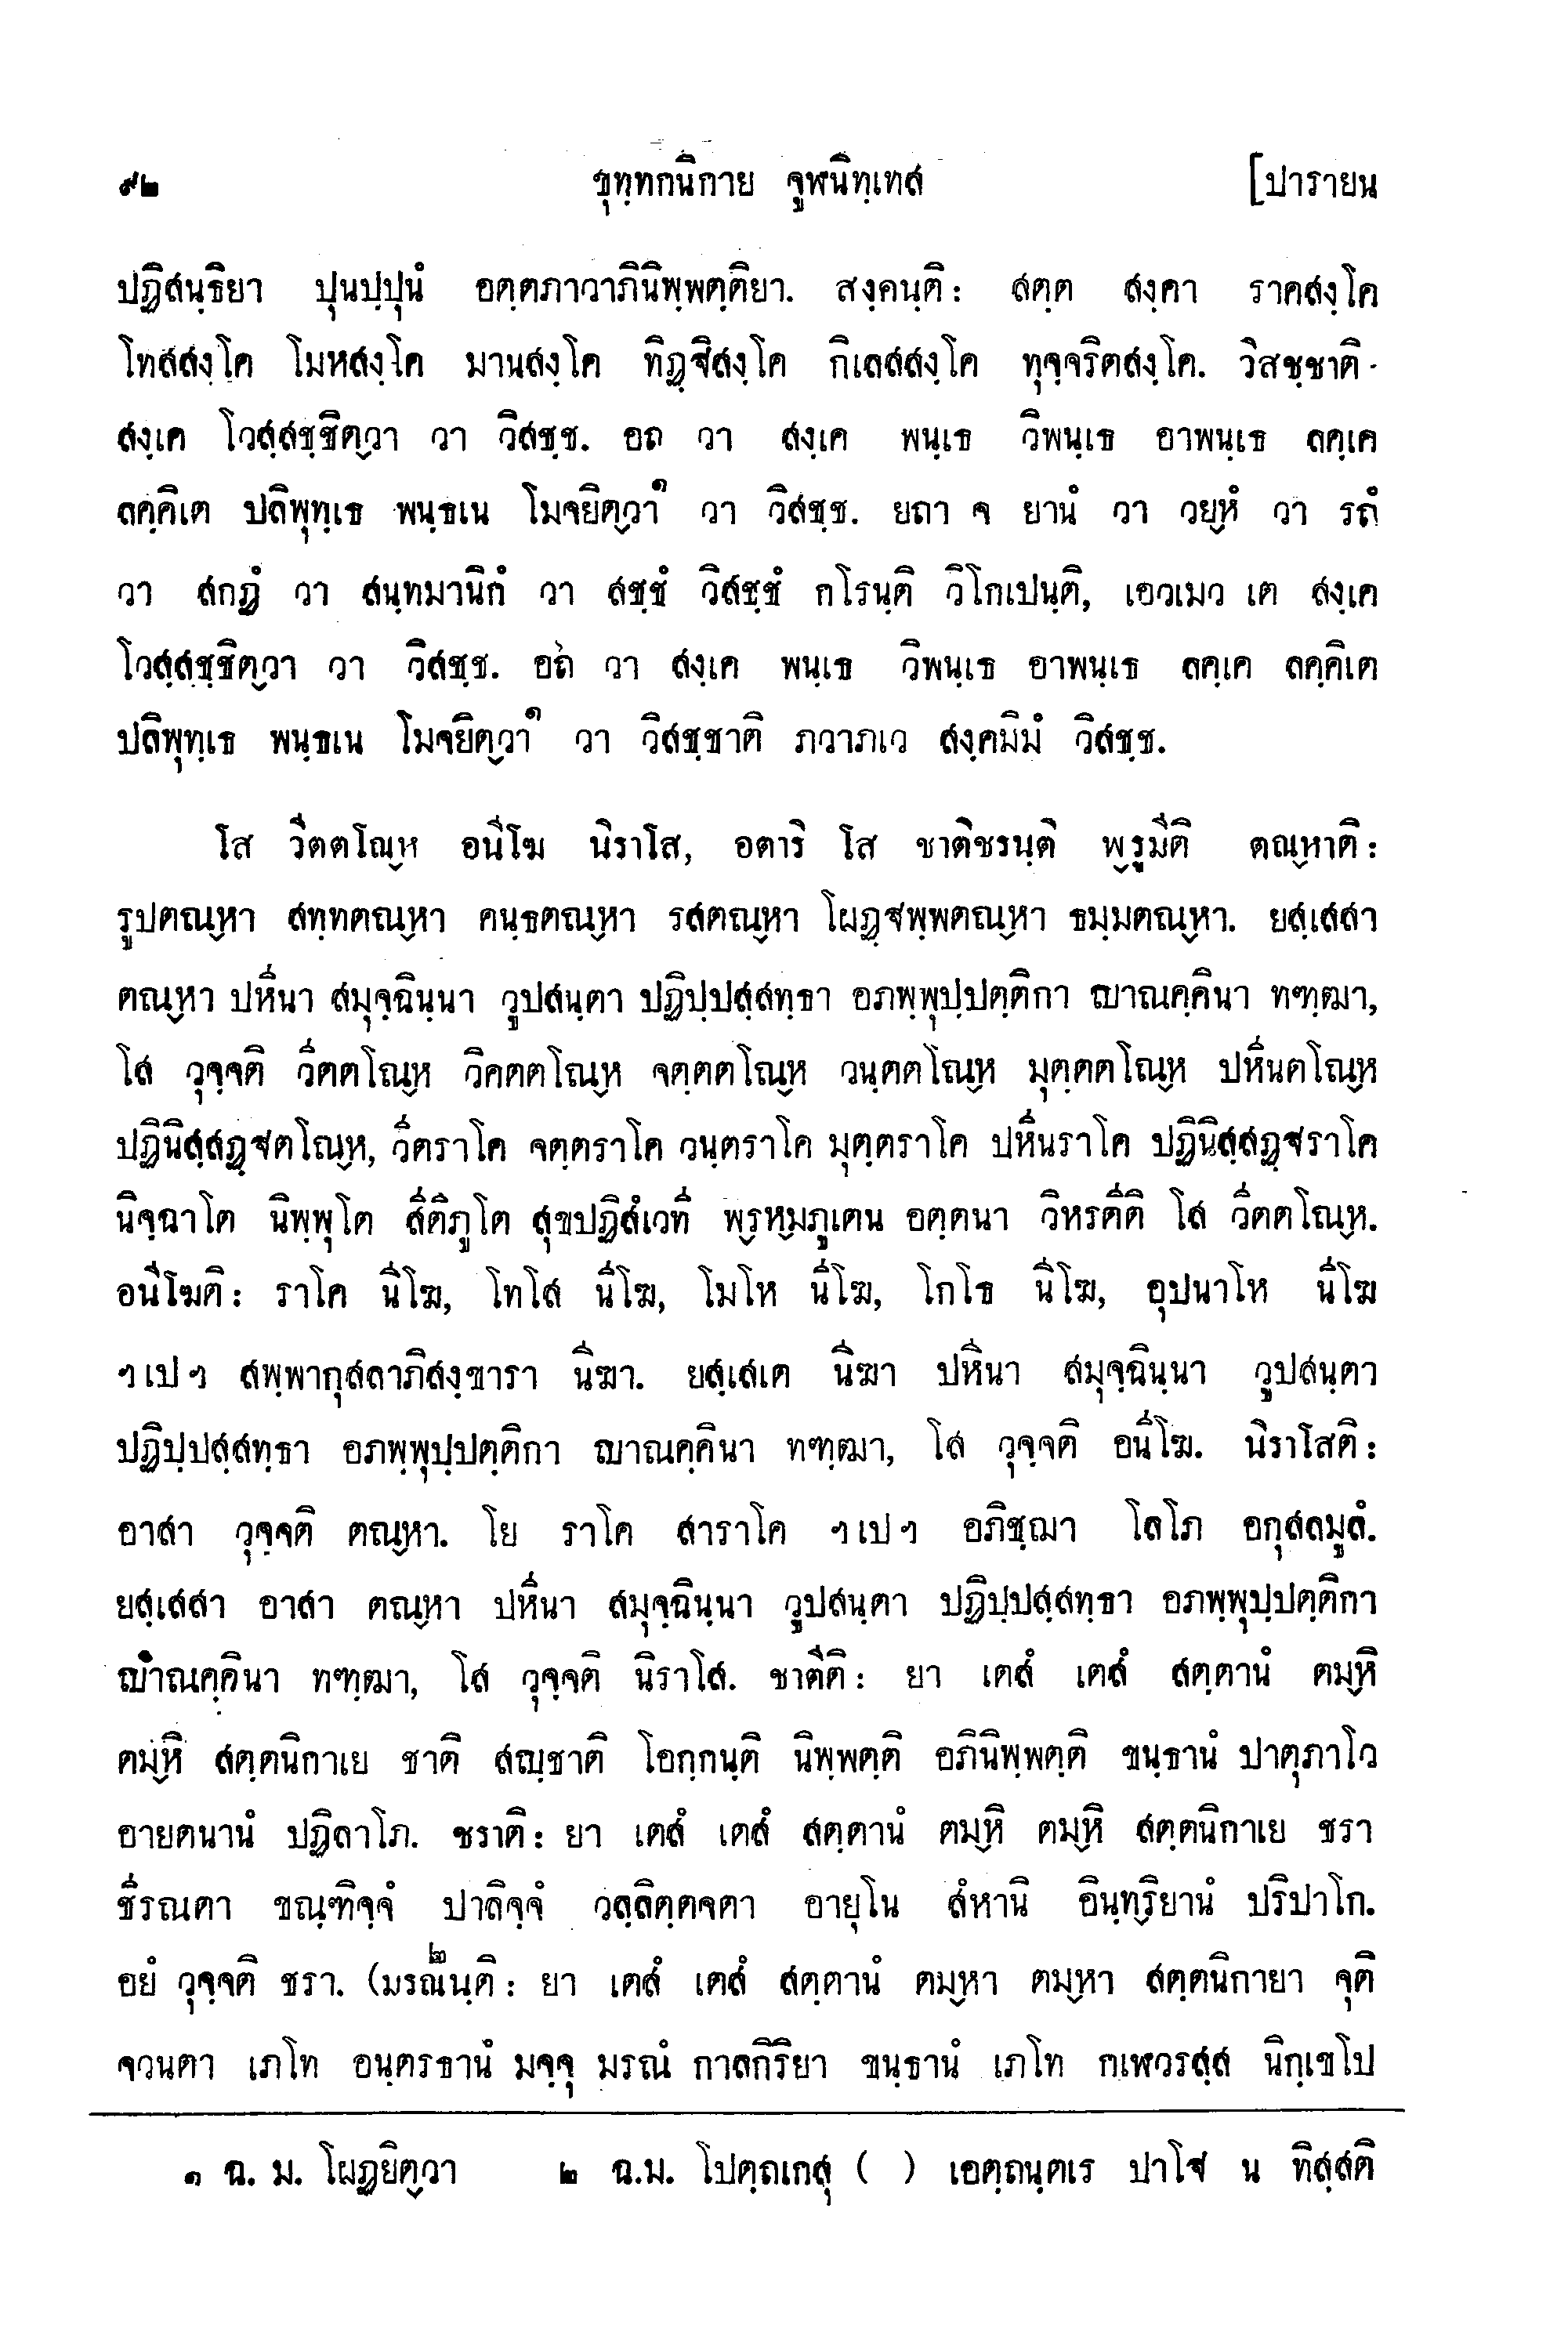 ๙๒ ขุทฺทกนิกาย จูฬนิทฺเทส [ปารายน
ปฏิสนฺธิยา ปุนปฺปุนํ อตฺตภาวาภินิพฺพตฺติยา. สงฺคนฺติ: สตฺต สงฺคา ราคสงฺโค
โทสสงฺโค โมหสงฺโค มานสงฺโค ทิฏฺฐิสงฺโค กิเลสสงฺโค ทุจฺจริตสงฺโค. วิสชฺชาติ
สงฺเค โวสฺสชฺชิตฺวา วา วิสชฺช. อถ วา สงฺเค พนฺเธ วิพนฺเธ อาพนฺเธ ลคฺเค
ลคฺคิเต ปลิพุทฺเธ พนฺธเน โมจยิตฺวา๑ วา วิสชฺช. ยถา จ ยานํ วา วยฺหํ วา รถํ
วา สกฏํ วา สนฺทมานิกํ วา สชฺชํ วิสชฺชํ กโรนฺติ วิโกเปนฺติ, เอวเมว เต สงฺเค
โวสฺสชฺชิตฺวา วา วิสชฺช. อถ วา สงฺเค พนฺเธ วิพนฺเธ อาพนฺเธ ลคฺเค ลคฺคิเต
ปลิพุทฺเธ พนฺธเน โมจยิตฺวา๑ วา วิสชฺชาติ ภวาภเว สงฺคมิมํ วิสชฺช.
โส วีตตโณฺห อนีโฆ นิราโส, อตาริ โส ชาติชรนฺติ พฺรูมีติ ตณฺหาติ:
รูปตณฺหา สทฺทตณฺหา คนฺธตณฺหา รสตณฺหา โผฏฺฐพฺพตณฺหา ธมฺมตณฺหา. ยสฺเสสา
ตณฺหา ปหีนา สมุจฺฉินฺนา วูปสนฺตา ปฏิปฺปสฺสทฺธา อภพฺพุปฺปตฺติกา ญาณคฺคินา ทฑฺฒา,
โส วุจฺจติ วีตตโณฺห วิคตตโณฺห จตฺตตโณฺห วนฺตตโณฺห มุตฺตตโณฺห ปหีนตโณฺห
ปฏินิสฺสฏฺฐตโณฺห, วีตราโค จตฺตราโค วนฺตราโค มุตฺตราโค ปหีนราโค ปฏินิสฺสฏฺฐราโค
นิจฺฉาโต นิพฺพุโต สีติภูโต สุขปฏิสํเวที พฺรหฺมภูเตน อตฺตนา วิหรตีติ โส วีตตโณฺห.
อนีโฆติ: ราโค นีโฆ, โทโส นีโฆ, โมโห นีโฆ, โกโธ นีโฆ, อุปนาโห นีโฆ
ฯเปฯ สพฺพากุสลาภิสงฺขารา นีฆา. ยสฺเสเต นีฆา ปหีนา สมุจฺฉินฺนา วูปสนฺตา
ปฏิปฺปสฺสทฺธา อภพฺพุปฺปตฺติกา ญาณคฺคินา ทฑฺฒา, โส วุจฺจติ อนีโฆ. นิราโสติ:
อาสา วุจฺจติ ตณฺหา. โย ราโค สาราโค ฯเปฯ อภิชฺฌา โลโภ อกุสลมูลํ.
ยสฺเสสา อาสา ตณฺหา ปหีนา สมุจฺฉินฺนา วูปสนฺตา ปฏิปฺปสฺสทฺธา อภพฺพุปฺปตฺติกา
ญาณคฺคินา ทฑฺฒา, โส วุจฺจติ นิราโส. ชาตีติ: ยา เตสํ เตสํ สตฺตานํ ตมฺหิ
ตมฺหิ สตฺตนิกาเย ชาติ สญฺชาติ โอกฺกนฺติ นิพฺพตฺติ อภินิพฺพตฺติ ขนฺธานํ ปาตุภาโว
อายตนานํ ปฏิลาโภ. ชราติ: ยา เตสํ เตสํ สตฺตานํ ตมฺหิ ตมฺหิ สตฺตนิกาเย ชรา
ชีรณตา ขณฺฑิจฺจํ ปาลิจฺจํ วลฺลิตฺตจตา อายุโน สํหานิ อินฺทฺริยานํ ปริปาโก.
อยํ วุจฺจติ ชรา. (มรณนฺติ๒: ยา เตสํ เตสํ สตฺตานํ ตมฺหา ตมฺหา สตฺตนิกายา จุติ
จวนตา เภโท อนฺตรธานํ มจฺจุ มรณํ กาลกิริยา ขนฺธานํ เภโท กเฬวรสฺส นิกฺเขโป
๑ ฉ. ม. โผฏยิตฺวา ๒ ฉ.ม. โปตฺถเกสุ ( ) เอตฺถนฺตเร ปาโฐ น ทิสฺสติ